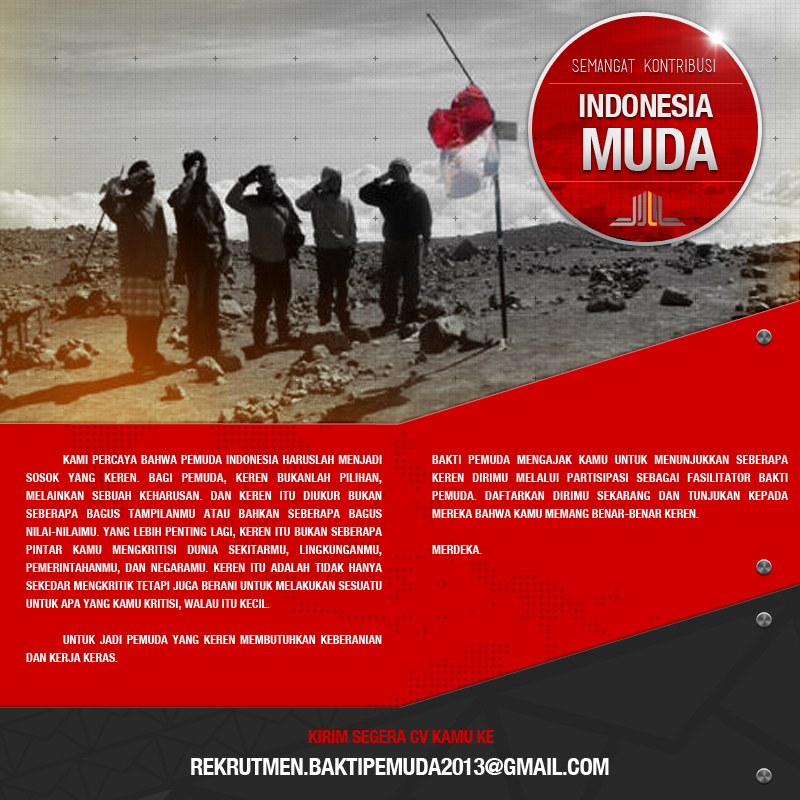 SEMANGAT KONTRIBUSI
INDONESIA
MUDA
KAMI PERCAYA BAHWA PEMUDA INDONESIA HARUSLAH MENJADI
SOSOK YANG KEREN. BAGI PEMUDA, KEREN BUKANLAH PILIHAN,
MELAINKAN SEBUAH KEHARUSAN. DAN KEREN ITU DIUKUR BUKAN
SEBERAPA BAGUS TAMPILANMU ATAU BAHKAN SEBERAPA BAGUS
NILAI-NILAIMU. YANG LEBIH PENTING LAGI, KEREN ITU BUKAN SEBERAPA
PINTAR KAMU MENGKRITISI DUNIA SEKITARMU, LINGKUNGANMU,
PEMERINTAHANMU, DAN NEGARAMU. KEREN ITU ADALAH TIDAK HANYA
SEKEDAR MENGKRITIK TETAPI JUGA BERANI UNTUK MELAKUKAN SESUATU
UNTUK APA YANG KAMU KRITISI, WALAU ITU KECIL.
UNTUK JADI PEMUDA YANG KEREN MEMBUTUHKAN KEBERANIAN
DAN KERJA KERAS.
BAKTI PEMUDA MENGAJAK KAMU UNTUK MENUNJUKKAN SEBERAPA
KEREN DIRIMU MELALUI PARTISIPASI SEBAGAI FASILITATOR BAKTI
PEMUDA. DAFTARKAN DIRIMU SEKARANG DAN TUNJUKAN KEPADA
MEREKA BAHWA KAMU MEMANG BENAR-BENAR KEREN.
MERDEKA.
KIRIM SEGERA CV KAMU KE
REKRUTMEN.BAKTIPEMUDA2013@GMAIL.COM